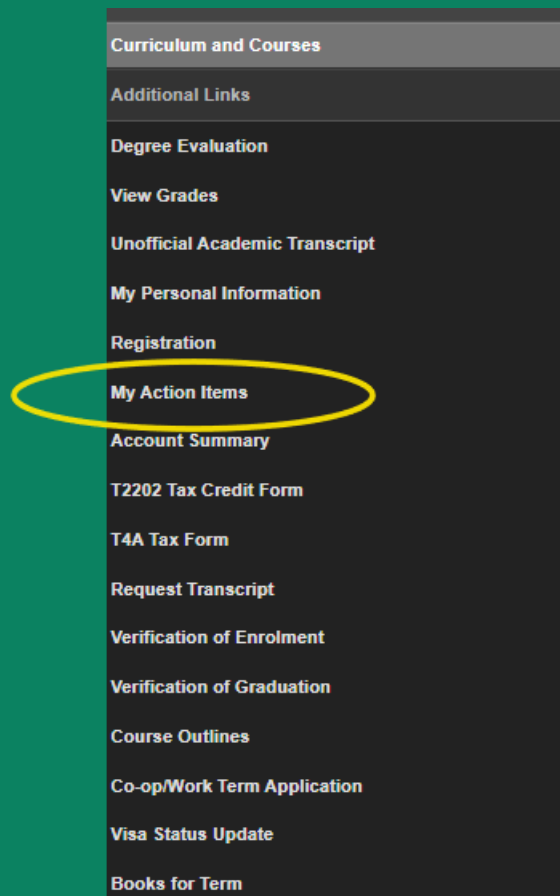 Curriculum and Courses
Additional Links
Degree Evaluation
View Grades
Unofficial Academic Transcript
My Personal Information
Registration
My Action Items
Account Summary
T2202 Tax Credit Form
T4A Tax Form
Request Transcript
Verification of Enrolment
Verification of Graduation
Course Outlines
Co-op/Work Term Application
Visa Status Update
Books for Term